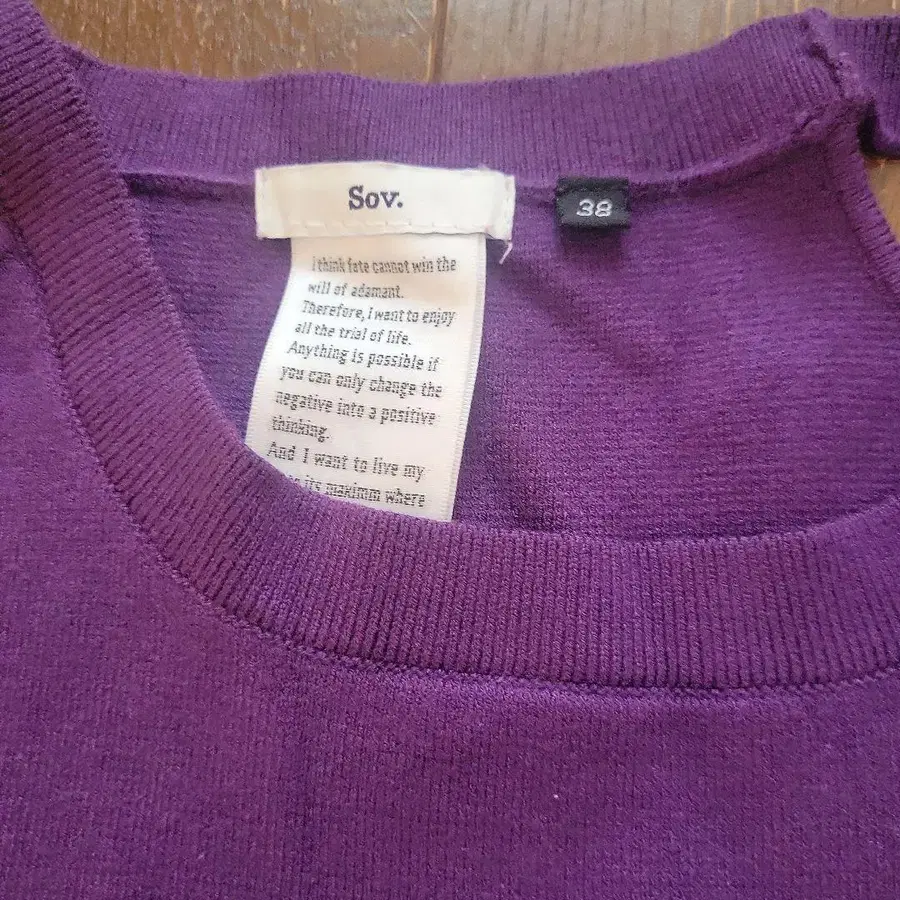 Sov.
38
i think fate cannot win the
will of adamant.
Therefore, I want to enjoy
all the trial of life.
Anything is possible if
you can only change the
negative into a positive
thinking.
And I want to live my
its maximm where